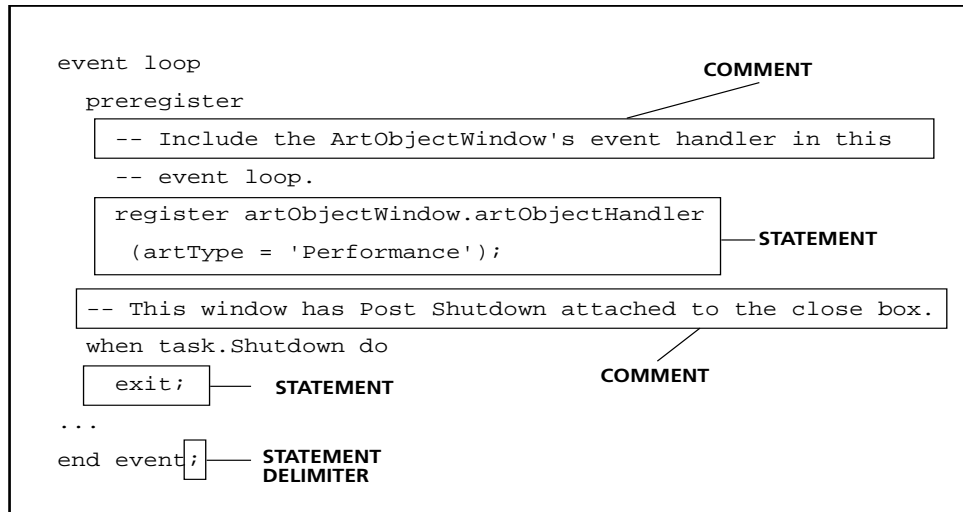 event loop
COMMENT
preregister
-- Include the ArtObjectWindow's event handler in this
-- event loop.
register artObjectWindow.artObjectHandler
(artType = 'Performance');
STATEMENT
-- This window has Post Shutdown attached to the close box.
when task.Shutdown do
COMMENT
exit;
STATEMENT
...
end event;
STATEMENT
DELIMITER